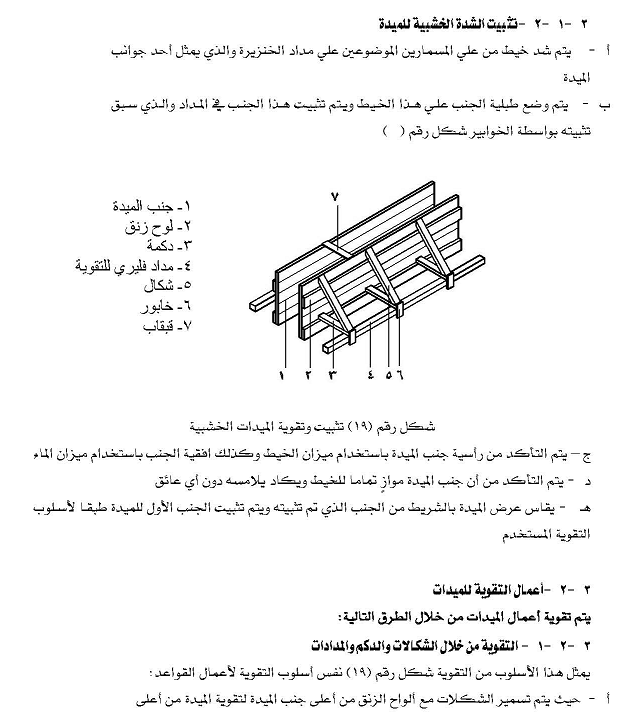 ٣ -١ -٢ -تثبيت الشدة الخشبية للميدة
أ - يتم شد خيط من علي المسمارين الموضوعين علي مداد الخنزيرة والذي يمثل أحد جوانب
الميدة
ب - يتم وضع طبلية الجنب علي هذا الخيط ويتم تثبيت هذا الجنب في المداد والذي سبق
تثبيته بواسطة الخوابير شكل رقم ( )
١- جنب الميدة
٢- لوح زنق
٣- دكمة
٤- مداد فليري للتقوية
٥- شكال
٦- خابور
٧- قبقاب
٧
١ ٢ ٣ ٤ ٥ ٦
شكل رقم (١٩) تثبيت وتقوية الميدات الخشبية
ج – يتم التأكد من رأسية جنب الميدة باستخدام ميزان الخيط وكذلك افقية الجنب باستخدام ميزان الماء
د - يتم التأكد من أن جنب الميدة موازٍ تماما للخيط ويكاد يلامسه دون أي عائق
هـ - يقاس عرض الميدة بالشريط من الجنب الذي تم تثبيته ويتم تثبيت الجنب الأول للميدة طبقا لأسلوب
التقوية المستخدم
٣ -٢ -أعمال التقوية للميدات
يتم تقوية أعمال الميدات من خلال الطرق التالية:
٣ -٢ -١ - التقوية من خلال الشكالات والدكم والمدادات
يمثل هذا الأسلوب من التقوية شكل رقم (١٩) نفس أسلوب التقوية لأعمال القواعد:
أ - حيث يتم تسمير الشكلات مع ألواح الزنق من أعلى جنب الميدة لتقوية الميدة من أعلى